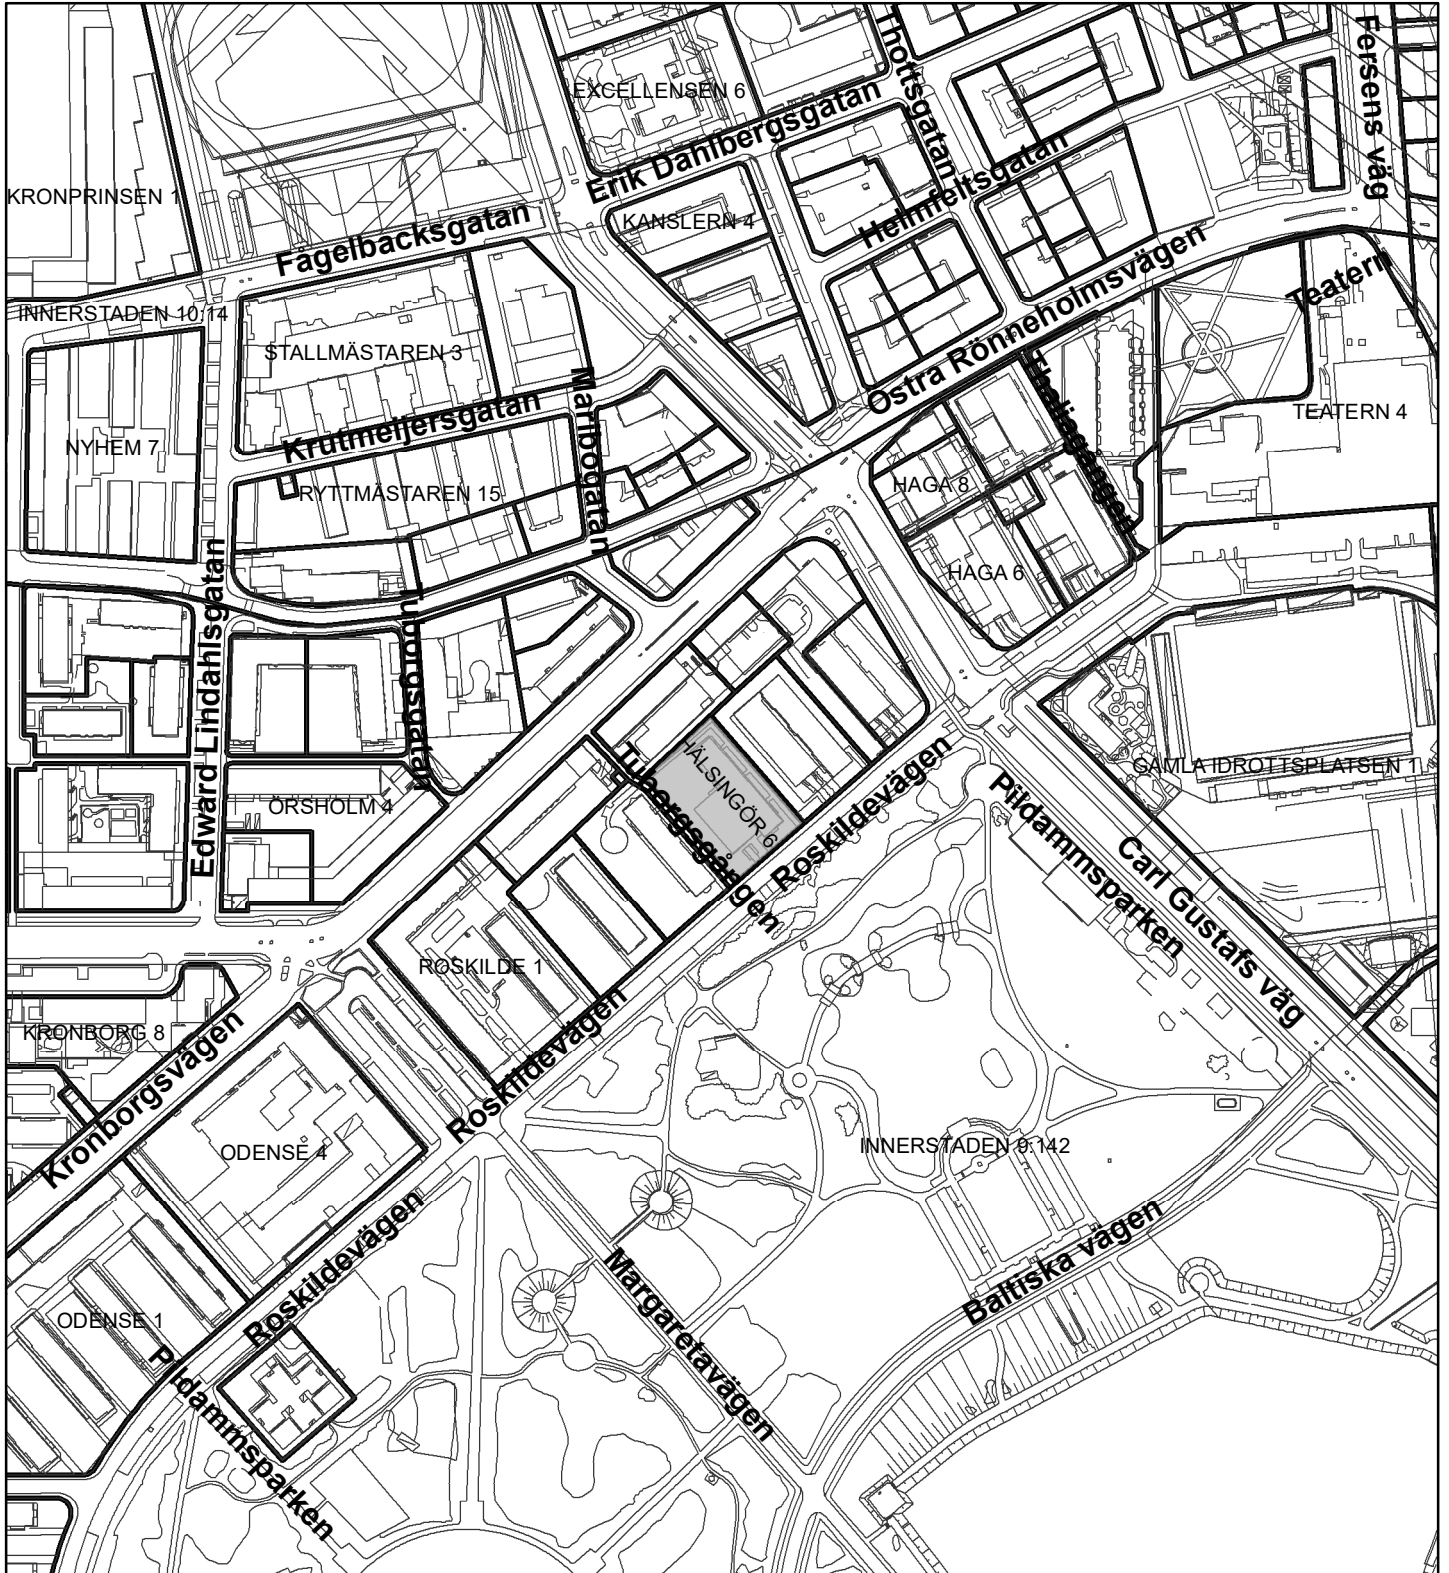 Fersens väg
Thottsgatan
EXCELLENSEN 6
Erik Dahlbergsgatan
Helmfeltsgatan
KRONPRINSEN 1
KANSLERN 4
Fågelbacksgatan
Östra Rönneholmsvägen
Teatern
INNERSTADEN 10:14
STALLMÄSTAREN 3
Thaliagången
TEATERN 4
Mariboogatan
Krutmeijersgatan
NYHEM 7
HAGA 8
RYTTMÄSTAREN 15
HAGA 6
Edward Lindahlsgatan
Tuborgsgatan
HÄLSINGÖR 6
GAMLA IDROTTSPLATSEN 1
ÖRSHOLM 4
Tuborgsgången
Roskildevägen
Pildammsparken
Carl Gustafs väg
ROSKILDE 1
KRONBORG 8
Kronborgsvägen
Roskildevägen
ODENSE 4
INNERSTADEN 9:142
Roskildevägen
Baltiska vägen
Margaretavägen
ODENSE 1
Pildammsparken